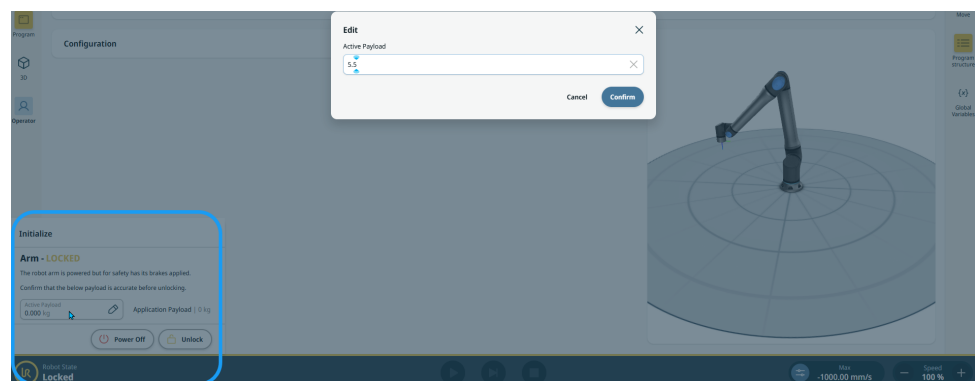 Program
Configuration
3D
Operator
Edit
Active Payload
5.5
Cancel
Confirm
Move
Program
structure
{x}
Global
Variables
Initialize
Arm - LOCKED
The robot arm is powered but for safety has its brakes applied.
Confirm that the below payload is accurate before unlocking.
Active Payload
0.000 kg
Application Payload | 0 kg
Power Off
Unlock
UR
Robot State
Locked
Max
-1000.00 mm/s
Speed
100 %